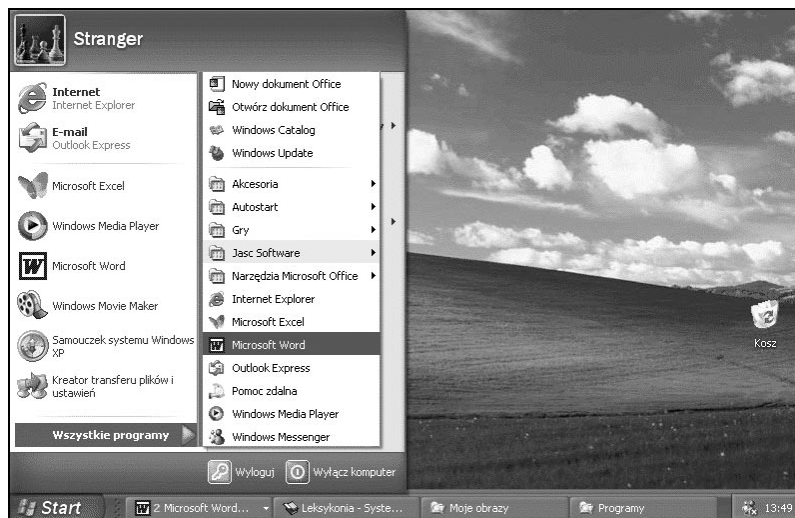 Stranger
Internet
Internet Explorer
E-mail
Outlook Express
Microsoft Excel
Windows Media Player
Microsoft Word
Windows Movie Maker
Samouczek systemu Windows
XP
Kreator transferu plików i
ustawień
Wszystkie programy
Nowy dokument Office
Otwórz dokument Office
Windows Catalog
Windows Update
Akcesoria
Autostart
Gry
Jasc Software
Narzędzia Microsoft Office
Internet Explorer
Microsoft Excel
Microsoft Word
Outlook Express
Pomoc zdalna
Windows Media Player
Windows Messenger
Wyloguj
Wyłącz komputer
Kosz
Start
2 Microsoft Word...
Leksykonia - Syste...
Moje obrazy
Programy
13:49